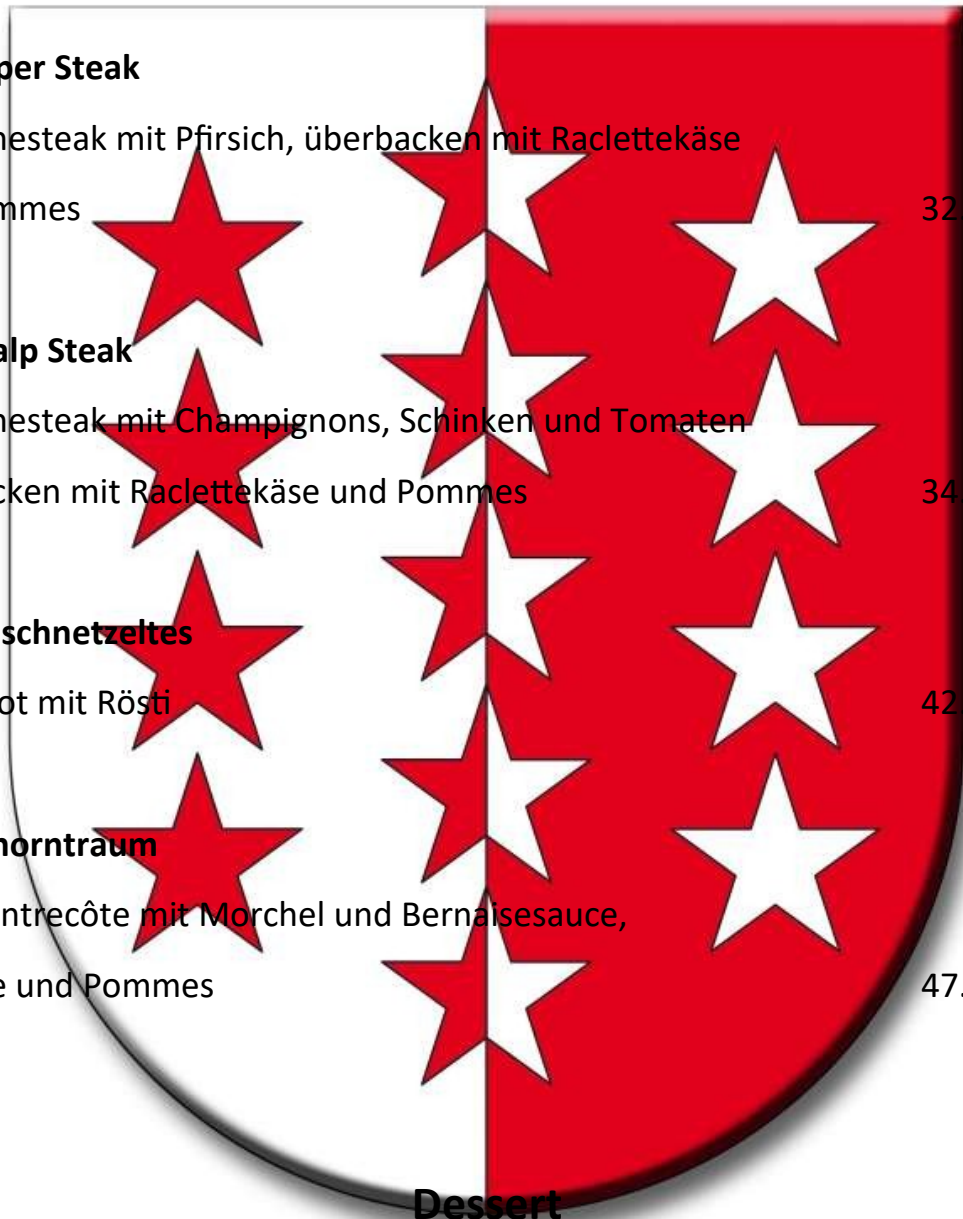 per Steak
nesteak mit Pfirsich, überbacken mit Raclettekäse
mmes 32
alp Steak
nesteak mit Champignons, Schinken und Tomaten
cken mit Raclettekäse und Pommes 34
schnetzeltes
ot mit Rösti 42
horntraum
ntrecôte mit Morchel und Bernaisesauce,
e und Pommes 47.
Dessert